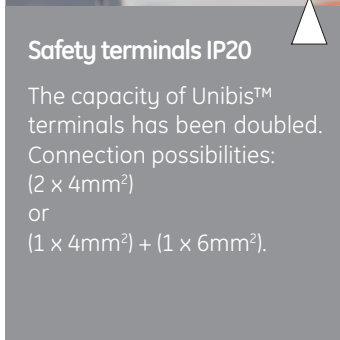 Safety terminals IP20
The capacity of Unibis™
terminals has been doubled.
Connection possibilities:
(2 x 4mm²)
or
(1 x 4mm²) + (1 x 6mm²).